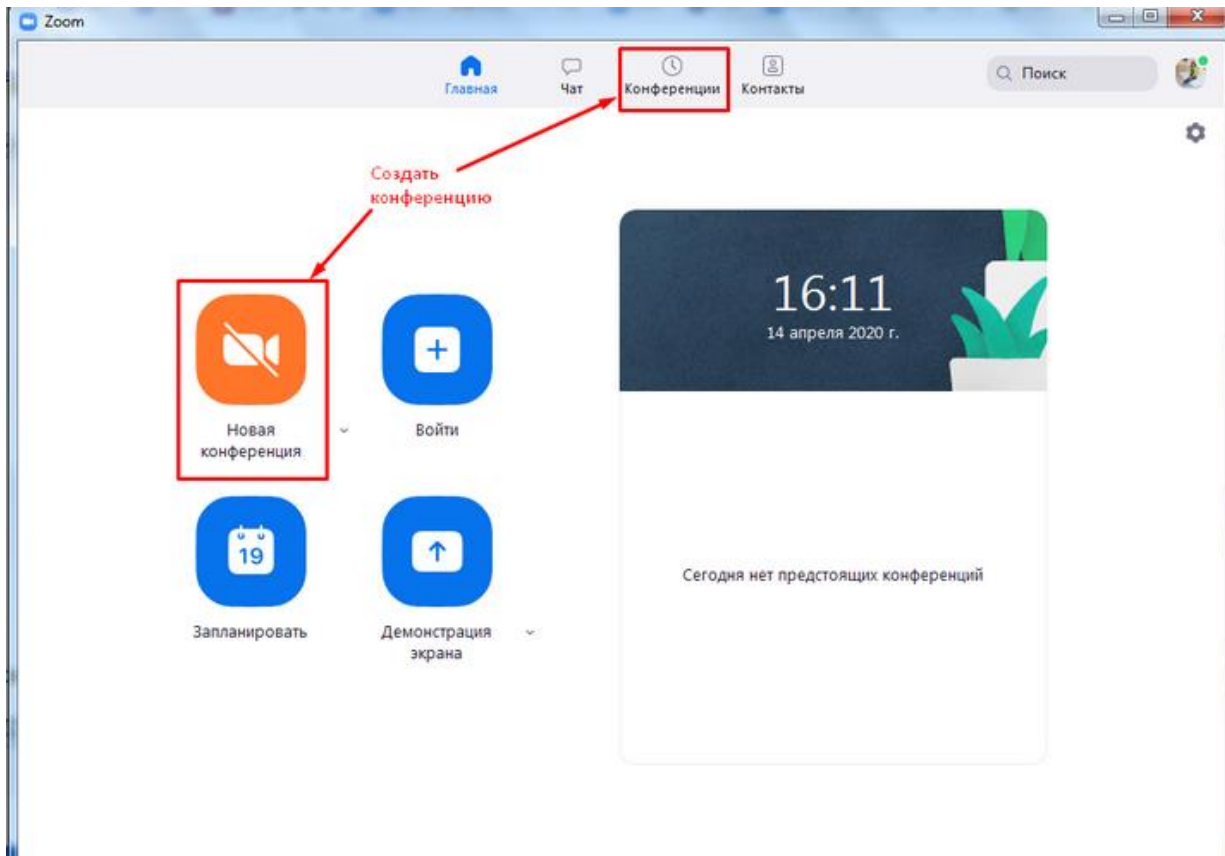 Zoom
Главная
Чат
Конференции
Контакты
Поиск
Создать
конференцию
16:11
14 апреля 2020 г.
Новая
конференция
Войти
19
Запланировать
Демонстрация
экрана
Сегодня нет предстоящих конференций